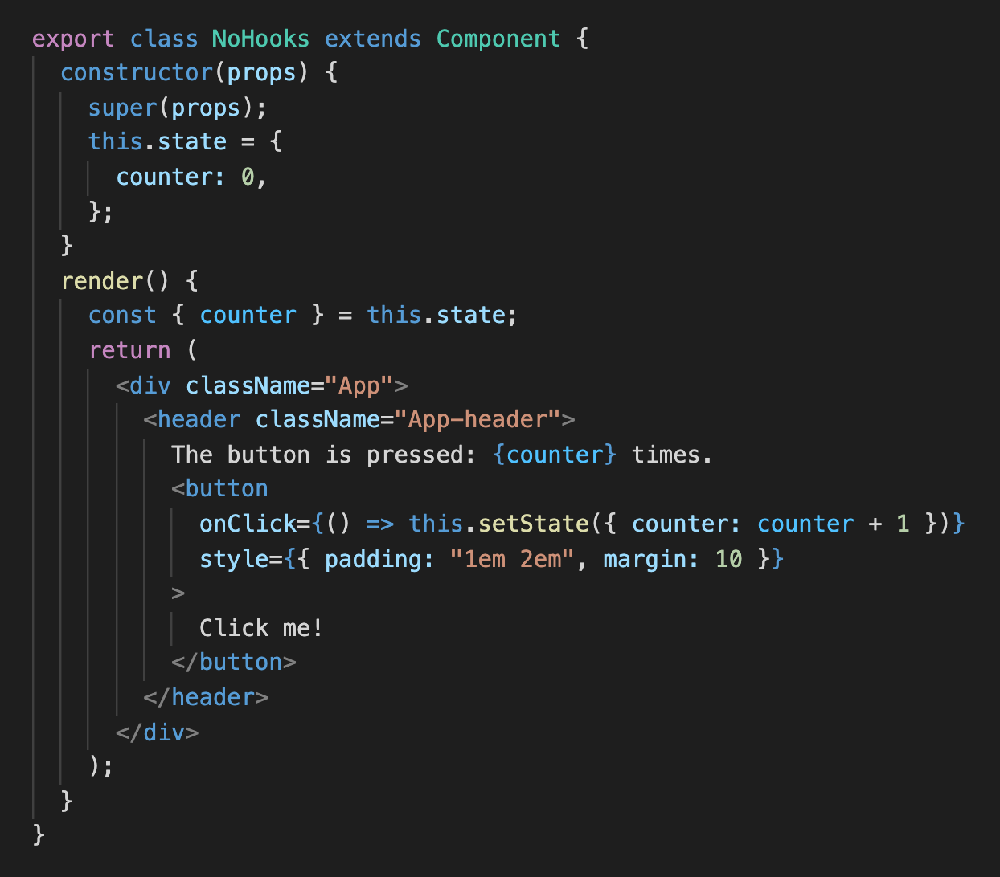 export class NoHooks extends Component {
constructor(props) {
super(props);
this.state = {
counter: 0,
};
}
render() {
const { counter } = this.state;
return (
<div className="App">
<header className="App-header">
The button is pressed: {counter} times.
<button
onClick={() => this.setState({ counter: counter + 1 })}
style={{ padding: "1em 2em", margin: 10 }}
>
Click me!
</button>
</header>
</div>
);
}
}